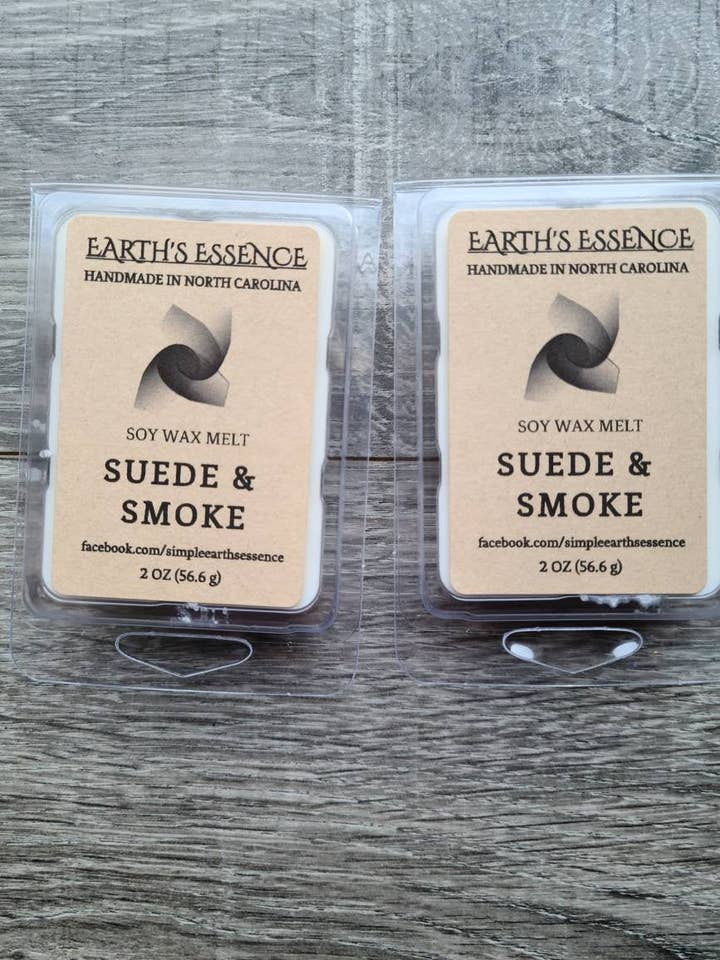 EARTH'S ESSENCE
HANDMADE IN NORTH CAROLINA
SOY WAX MELT
SUEDE &
SMOKE
facebook.com/simpleearthsessence
2 OZ (56.6 g)
EARTH'S ESSENCE
HANDMADE IN NORTH CAROLINA
SOY WAX MELT
SUEDE &
SMOKE
facebook.com/simpleearthsessence
2 OZ (56.6 g)